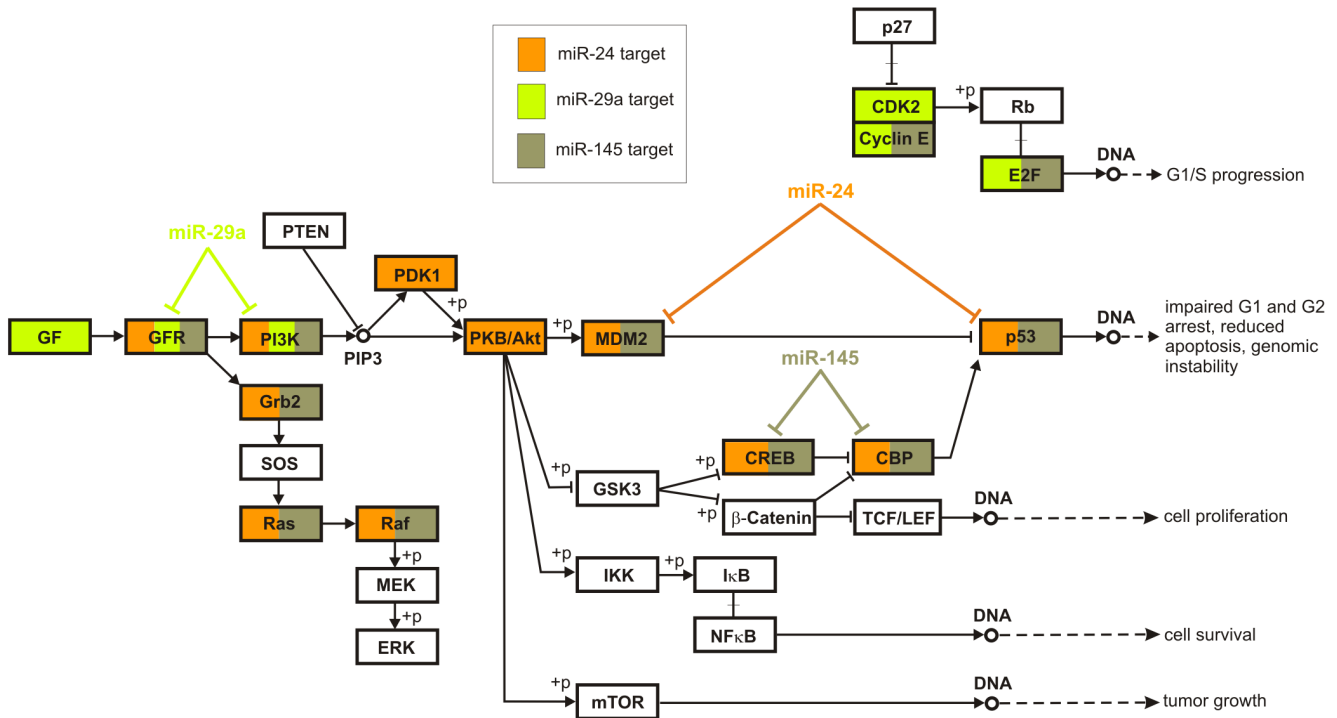 miR-24 target
miR-29a target
miR-145 target
p27
CDK2
+p
Rb
Cyclin E
E2F
DNA
G1/S progression
miR-24
miR-29a
PTEN
PDK1
+p
GF
GFR
PI3K
PIP3
PKB/Akt
+p
MDM2
p53
DNA
impaired G1 and G2
arrest, reduced
apoptosis, genomic
instability
miR-145
Grb2
SOS
Ras
Raf
+p
MEK
+p
ERK
+p
GSK3
+p
CREB
CBP
+p
β-Catenin
TCF/LEF
DNA
cell proliferation
+p
IKK
+p
IκB
NFκB
DNA
cell survival
+p
mTOR
DNA
tumor growth